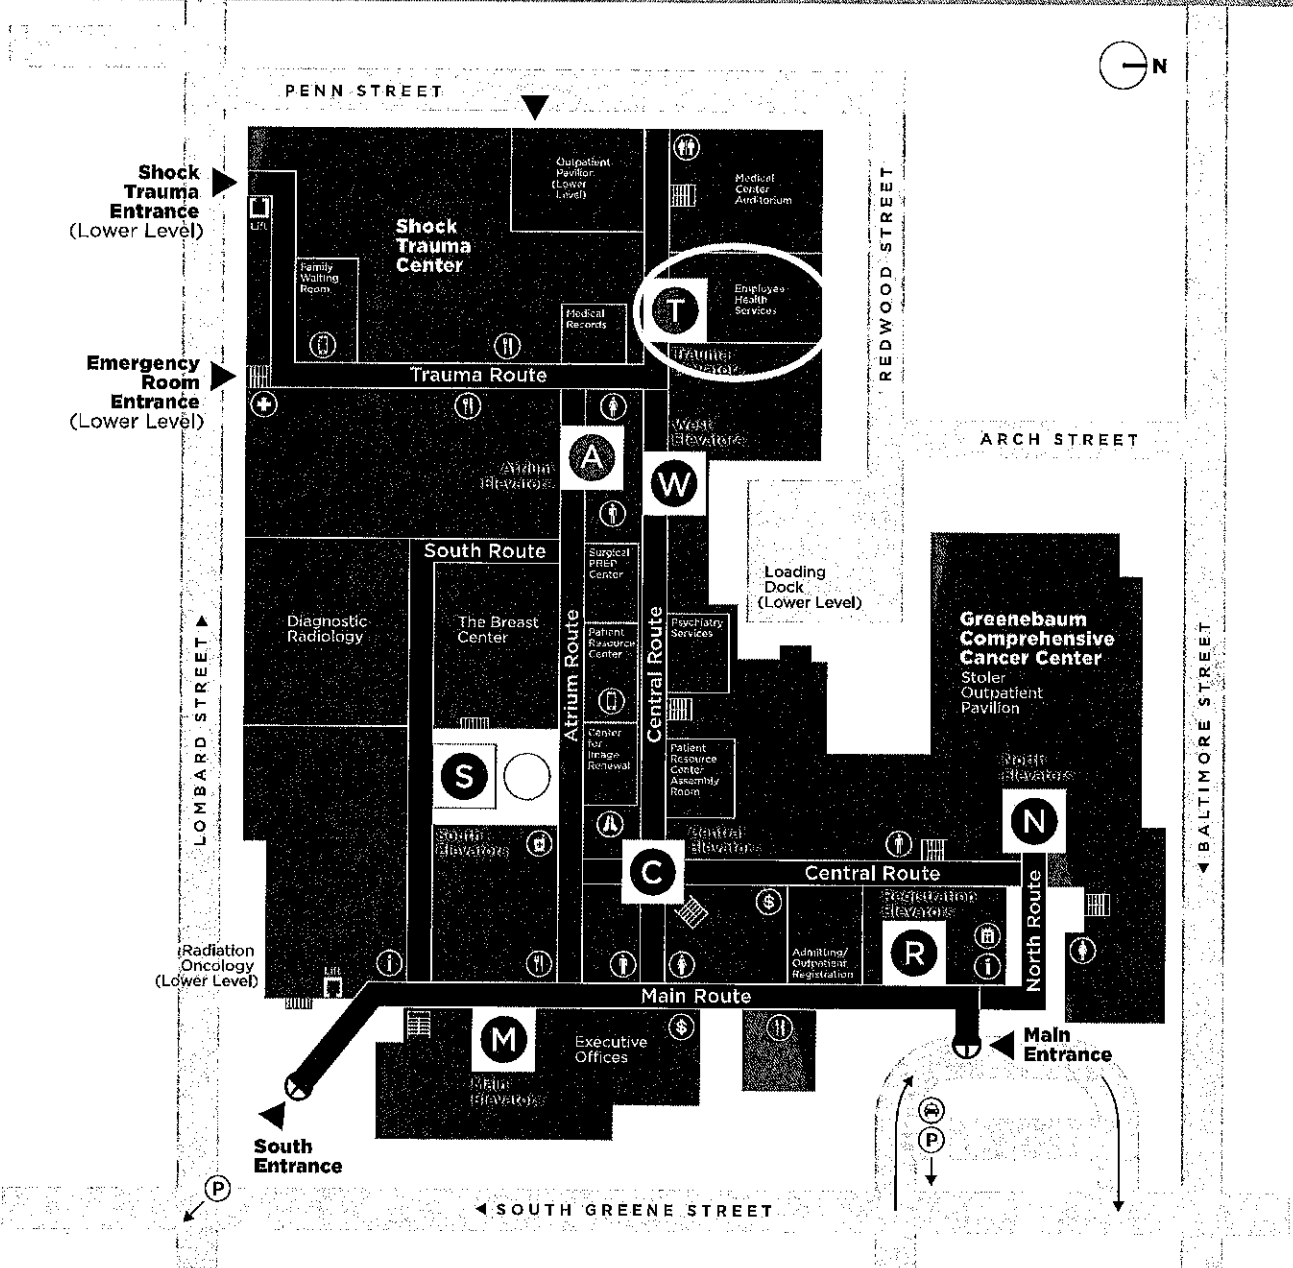 N
PENN STREET
Shock
Trauma
Entrance
(Lower Level)
Lift
Outpatient
Pavilion
(Lower
Level)
Medical
Center
Auditorium
REDWOOD STREET
Shock
Trauma
Center
Family
Waiting
Room
Medical
Records
T
Employee
Health
Services
Trauma
Elevators
Emergency
Room
Entrance
(Lower Level)
Trauma Route
West
Elevators
ARCH STREET
Atrium
Elevators
A
W
South Route
Surgical
PREP
Center
Loading
Dock
(Lower Level)
Diagnostic
Radiology
The Breast
Center
Atrium Route
Patient
Resource
Center
Central Route
Psychiatry
Services
Greenebaum
Comprehensive
Cancer Center
Stoler
Outpatient
Pavilion
LOMBARD STREET
BALTIMORE STREET
Center
for
Image
Renewal
Patient
Resource
Center
Assembly
Room
S
South
Elevators
North
Elevators
N
Central
Elevators
C
Central Route
Registration
Elevators
R
$
Admitting/
Outpatient
Registration
i
North Route
Radiation
Oncology
(Lower Level)
Lift
i
Main Route
M
Main
Elevators
Executive
Offices
$
Main
Entrance
South
Entrance
P
P
SOUTH GREENE STREET